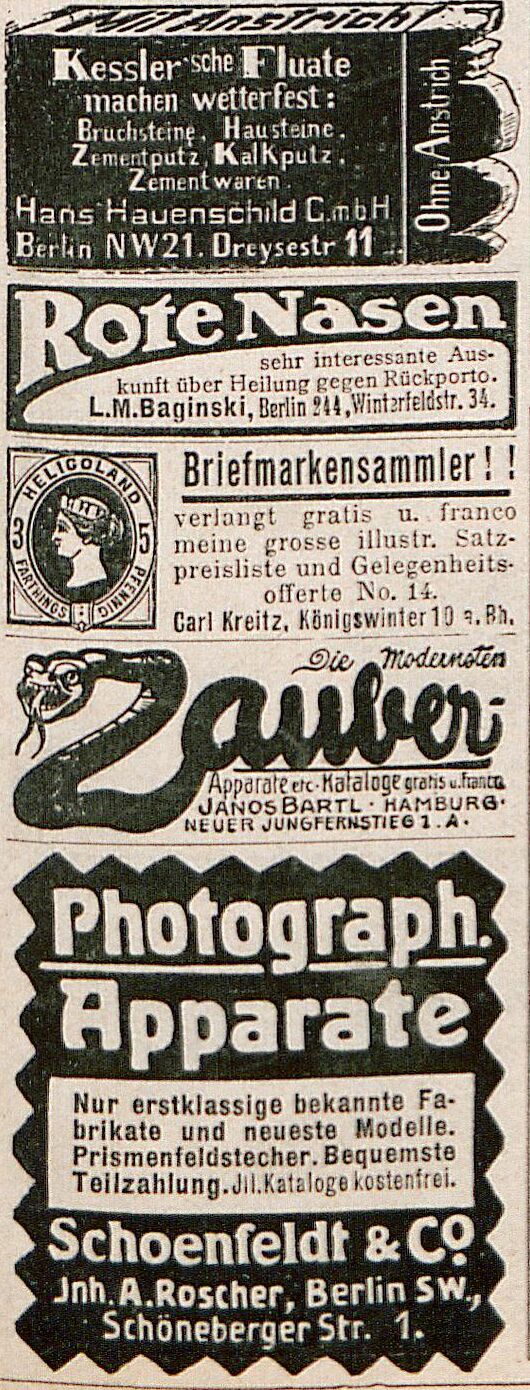 Mit Anstrich
Kessler'sche Fluate
machen wetterfest:
Bruchsteine, Hausteine,
Zementputz, Kalkputz,
Zementwaren.
Hans Hauenschild G.m.b.H.
Berlin NW21. Dreysestr 11
Ohne Anstrich
Rote Nasen
sehr interessante Aus-
kunft über Heilung gegen Rückporto.
L.M.Baginski, Berlin 244, Winterfeldstr. 34.
HELIGOLAND
3
5
FARTHINGS
PFENNIG
Briefmarkensammler!!
verlangt gratis u. franco
meine grosse illustr. Satz-
preisliste und Gelegenheits-
offerte No. 14.
Carl Kreitz, Königswinter 10 a. Rh.
Die Modernsten
Zauber-
Apparate etc. Kataloge gratis u. franco
JANOS BARTL · HAMBURG·
NEUER JUNGFERNSTIEG 1. A.
Photograph.
Apparate
Nur erstklassige bekannte Fa-
brikate und neueste Modelle.
Prismenfeldstecher. Bequemste
Teilzahlung. Jll. Kataloge kostenfrei.
Schoenfeldt & Co
Jnh. A. Roscher, Berlin SW.,
Schöneberger Str. 1.